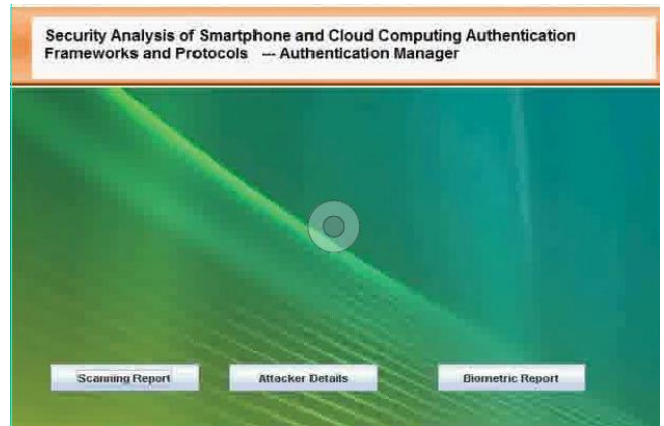 Security Analysis of Smartphone and Cloud Computing Authentication
Frameworks and Protocols --- Authentication Manager
Scanning Report
Attacker Details
Biometric Report